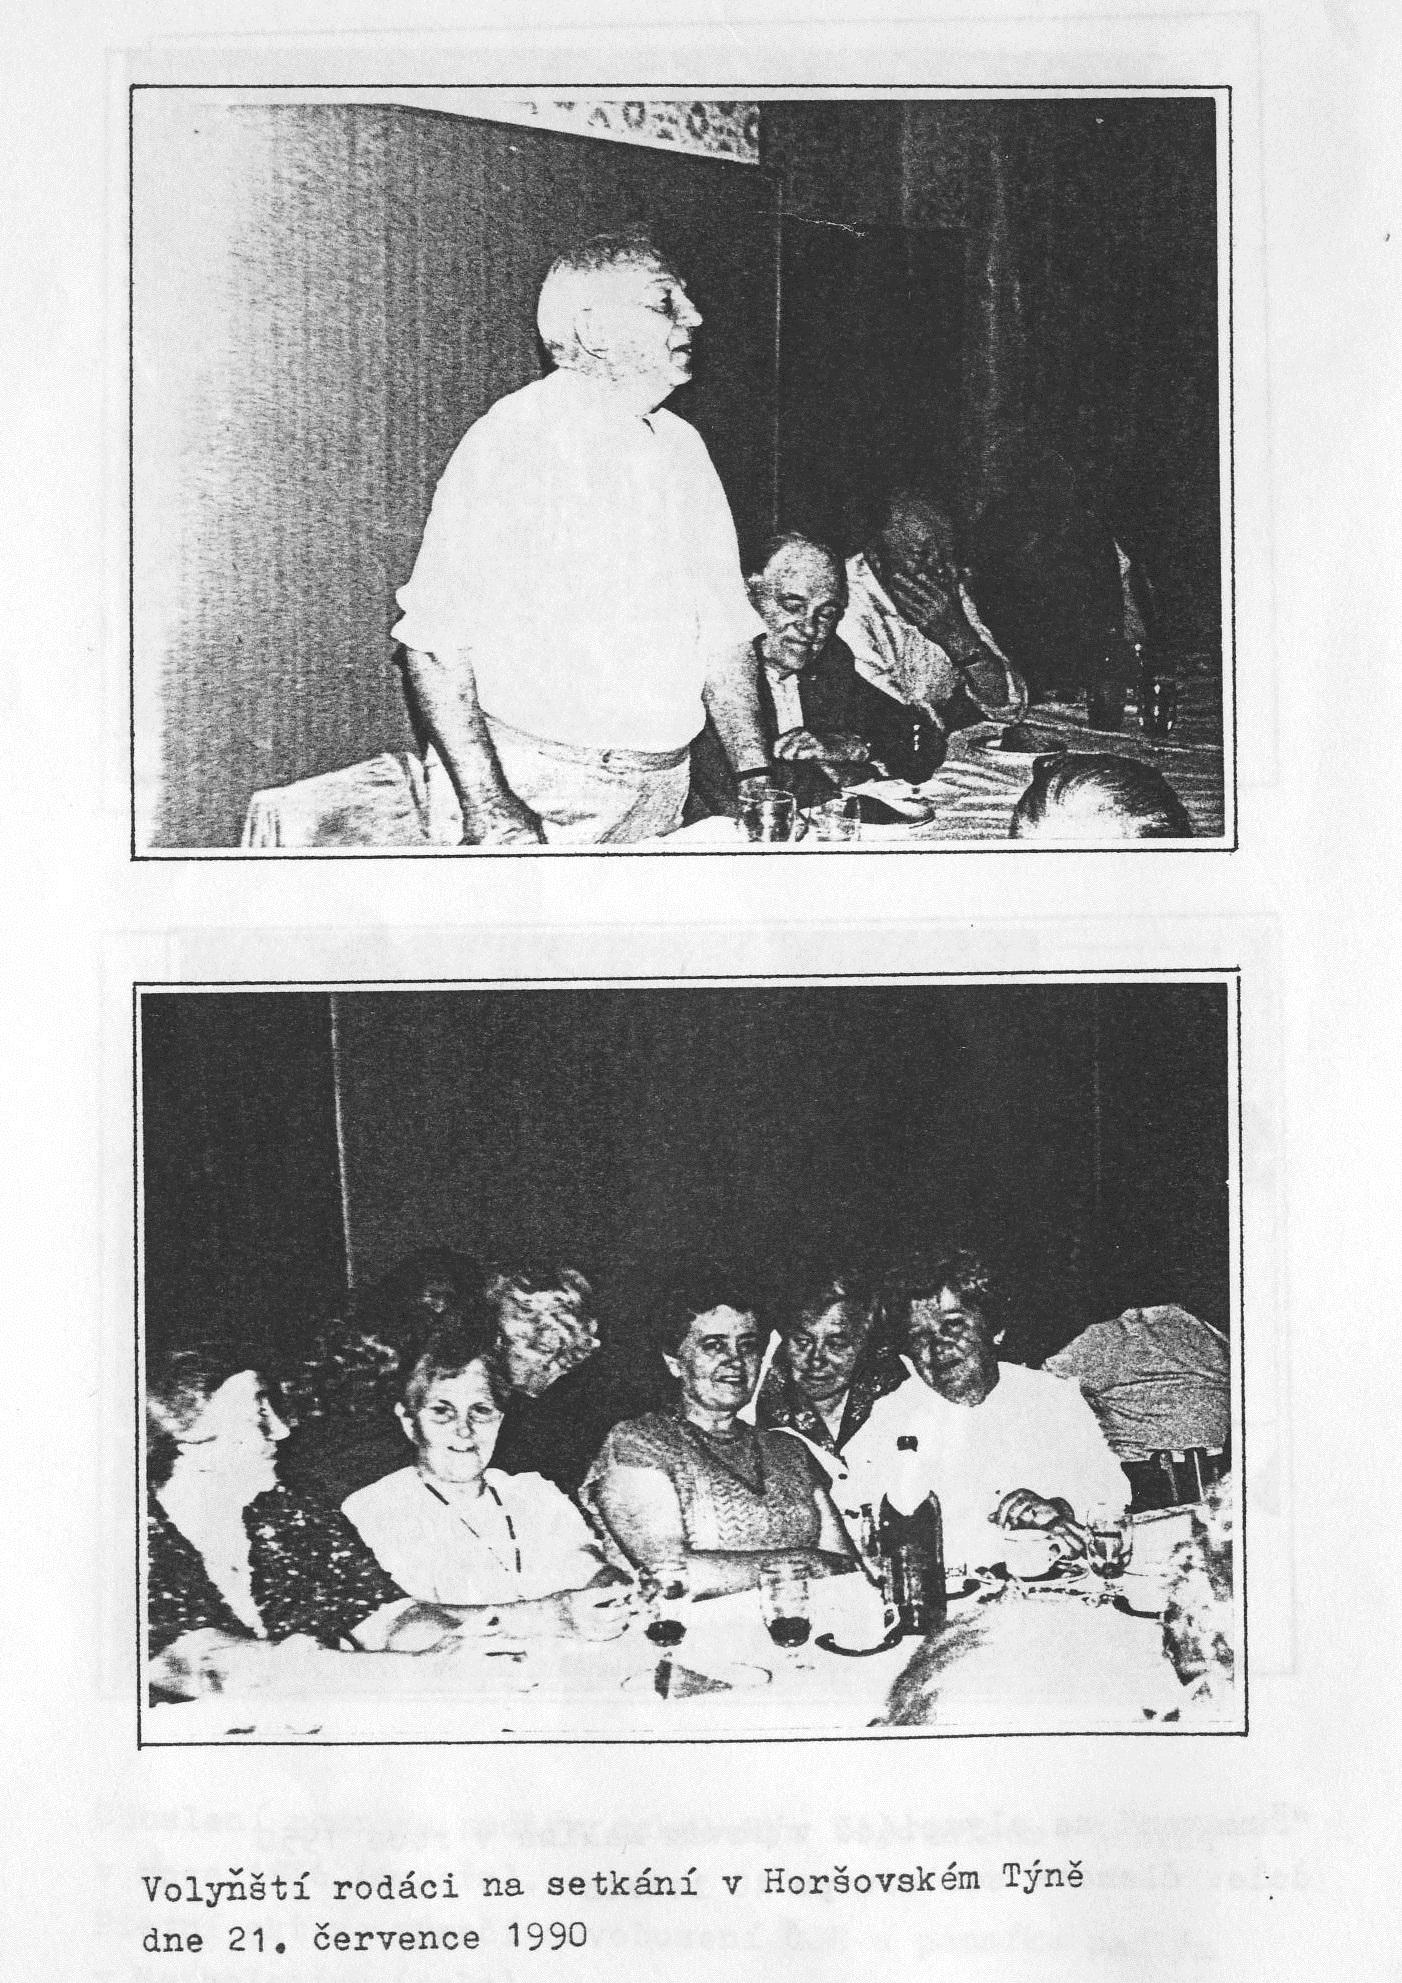 Volyňští rodáci na setkání v Horšovském Týně
dne 21. července 1990